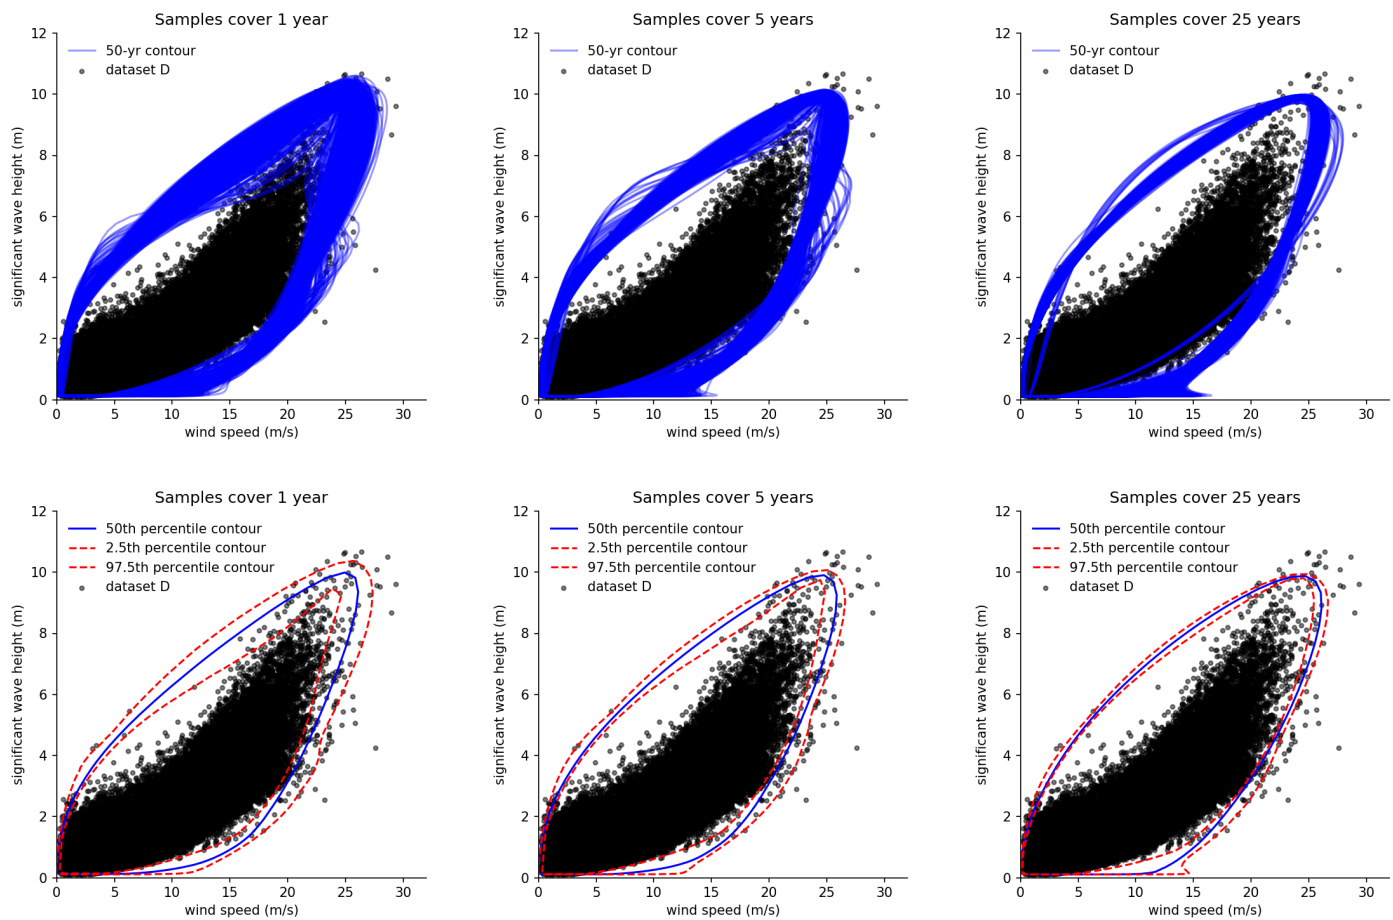 Samples cover 1 year
12
10
8
6
4
2
0
significant wave height (m)
50-yr contour
dataset D
0 5 10 15 20 25 30
wind speed (m/s)
Samples cover 5 years
12
10
8
6
4
2
0
significant wave height (m)
50-yr contour
dataset D
0 5 10 15 20 25 30
wind speed (m/s)
Samples cover 25 years
12
10
8
6
4
2
0
significant wave height (m)
50-yr contour
dataset D
0 5 10 15 20 25 30
wind speed (m/s)
Samples cover 1 year
12
10
8
6
4
2
0
significant wave height (m)
50th percentile contour
2.5th percentile contour
97.5th percentile contour
dataset D
0 5 10 15 20 25 30
wind speed (m/s)
Samples cover 5 years
12
10
8
6
4
2
0
significant wave height (m)
50th percentile contour
2.5th percentile contour
97.5th percentile contour
dataset D
0 5 10 15 20 25 30
wind speed (m/s)
Samples cover 25 years
12
10
8
6
4
2
0
significant wave height (m)
50th percentile contour
2.5th percentile contour
97.5th percentile contour
dataset D
0 5 10 15 20 25 30
wind speed (m/s)